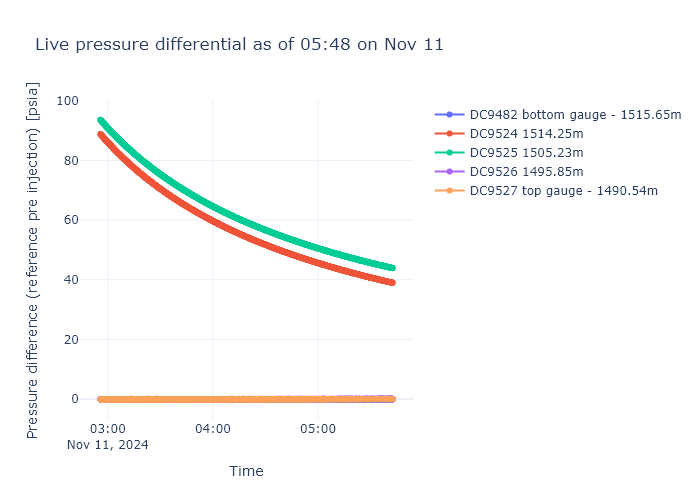 Live pressure differential as of 05:48 on Nov 11
Pressure difference (reference pre injection) [psia]
100
80
60
40
20
0
03:00
Nov 11, 2024
04:00
05:00
Time
DC9482 bottom gauge - 1515.65m
DC9524 1514.25m
DC9525 1505.23m
DC9526 1495.85m
DC9527 top gauge - 1490.54m